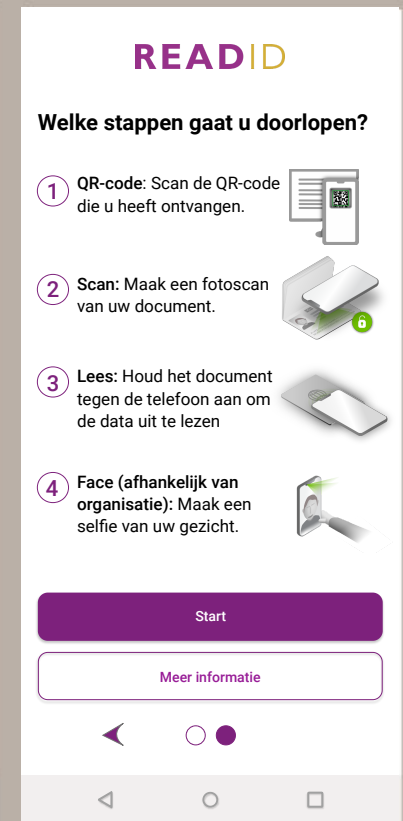 READID
Welke stappen gaat u doorlopen?
1
QR-code: Scan de QR-code
die u heeft ontvangen.
2
Scan: Maak een fotoscan
van uw document.
3
Lees: Houd het document
tegen de telefoon aan om
de data uit te lezen
4
Face (afhankelijk van
organisatie): Maak een
selfie van uw gezicht.
Start
Meer informatie